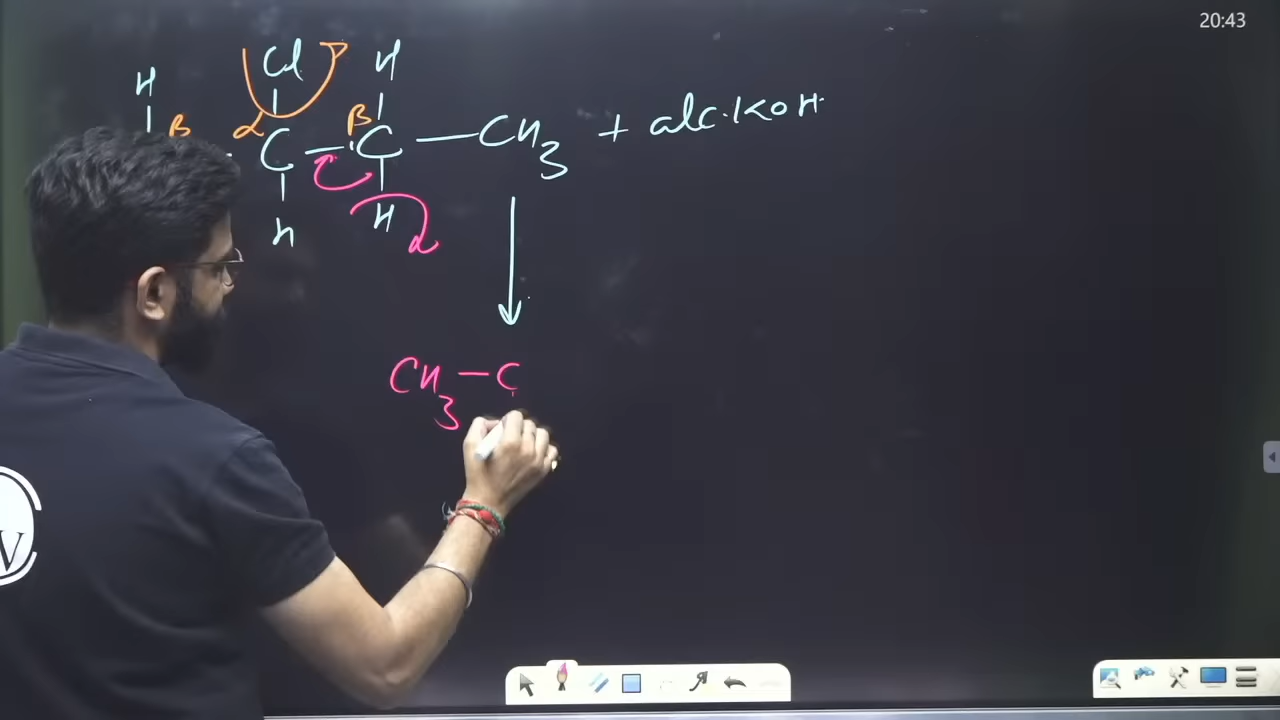 20:43
H Cl H
β α β
C — C — CH3 + alc. KOH
h H
CH3 — C